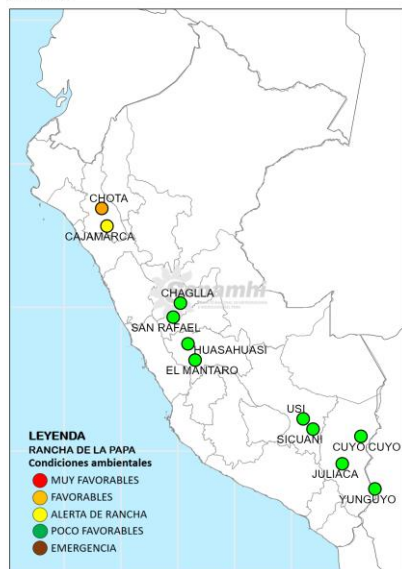 CHOTA
CAJAMARCA
Senamhi
CHAGLLA
SAN RAFAEL
HUASAHUASI
EL MANTARO
USI
SICUANI
CUYO CUYO
JULIACA
YUNGUYO
LEYENDA
RANCHA DE LA PAPA
Condiciones ambientales
MUY FAVORABLES
FAVORABLES
ALERTA DE RANCHA
POCO FAVORABLES
EMERGENCIA